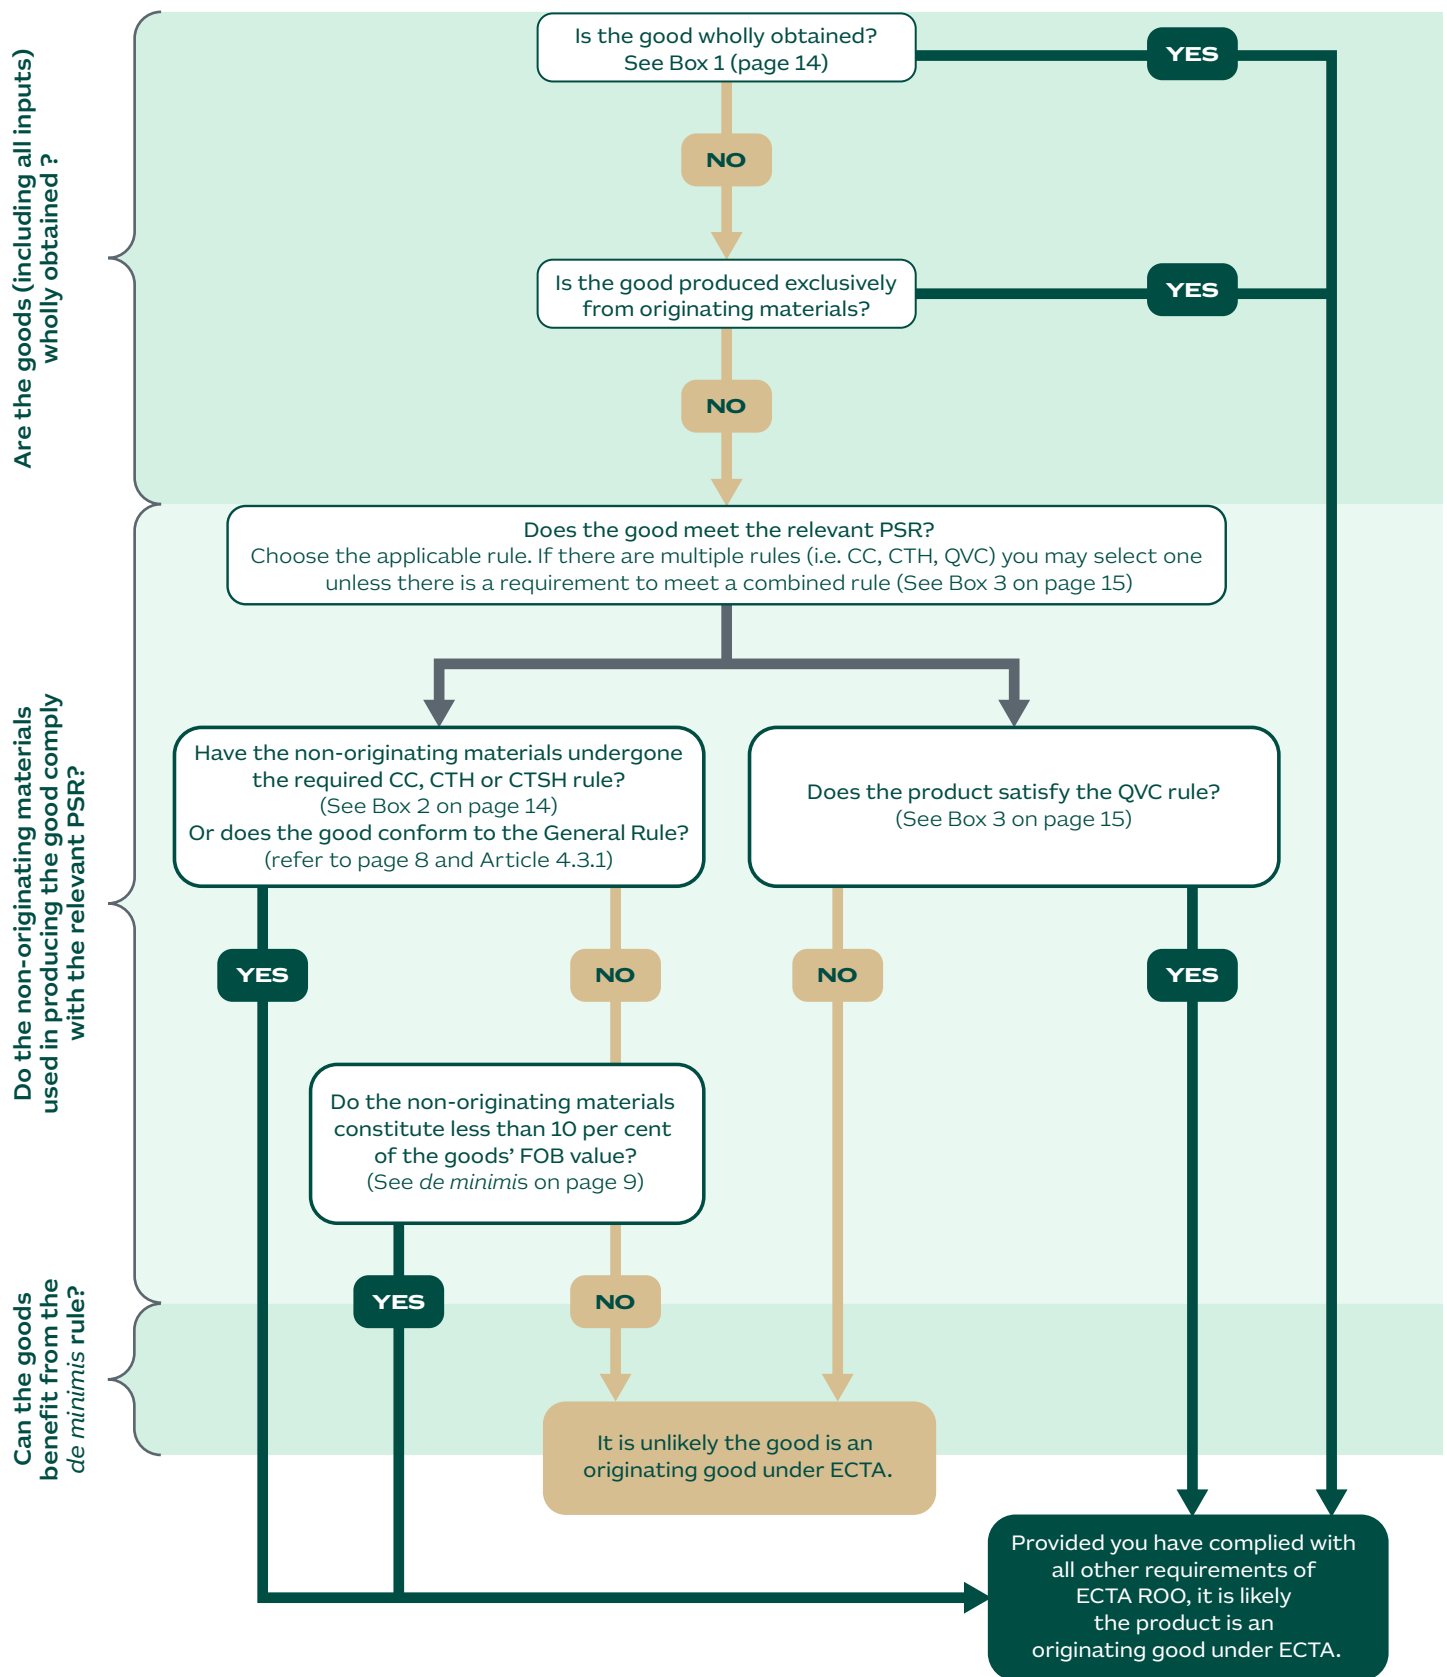 Are the goods (including all inputs)
wholly obtained ?
Is the good wholly obtained?
See Box 1 (page 14)
YES
NO
Is the good produced exclusively
from originating materials?
YES
NO
Do the non-originating materials
used in producing the good comply
with the relevant PSR?
Does the good meet the relevant PSR?
Choose the applicable rule. If there are multiple rules (i.e. CC, CTH, QVC) you may select one
unless there is a requirement to meet a combined rule (See Box 3 on page 15)
Have the non-originating materials undergone
the required CC, CTH or CTSH rule?
(See Box 2 on page 14)
Or does the good conform to the General Rule?
(refer to page 8 and Article 4.3.1)
Does the product satisfy the QVC rule?
(See Box 3 on page 15)
YES
NO
NO
YES
Do the non-originating materials
constitute less than 10 per cent
of the goods’ FOB value?
(See de minimis on page 9)
Can the goods
benefit from the
de minimis rule?
YES
NO
It is unlikely the good is an
originating good under ECTA.
Provided you have complied with
all other requirements of
ECTA ROO, it is likely
the product is an
originating good under ECTA.